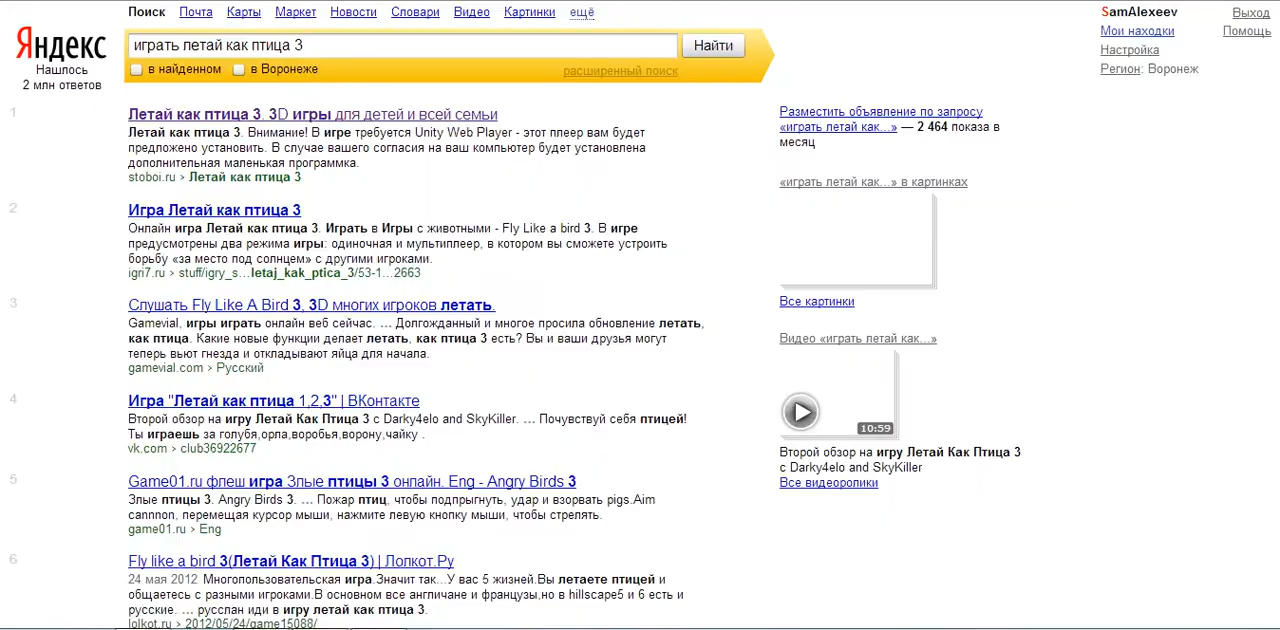 Поиск Почта Карты Маркет Новости Словари Видео Картинки ещё
SamAlexeev Выход
Мои находки Помощь
Настройка
Регион: Воронеж
Яндекс
Нашлось
2 млн ответов
играть летай как птица 3 Найти
в найденном в Воронеже расширенный поиск
1
Летай как птица 3. 3D игры для детей и всей семьи
Летай как птица 3. Внимание! В игре требуется Unity Web Player - этот плеер вам будет
предложено установить. В случае вашего согласия на ваш компьютер будет установлена
дополнительная маленькая программка.
stoboi.ru › Летай как птица 3
2
Игра Летай как птица 3
Онлайн игра Летай как птица 3. Играть в Игры с животными - Fly Like a bird 3. В игре
предусмотрены два режима игры: одиночная и мультиплеер, в котором вы сможете устроить
борьбу «за место под солнцем» с другими игроками.
igri7.ru › stuff/igry_s...letaj_kak_ptica_3/53-1...2663
3
Слушать Fly Like A Bird 3, 3D многих игроков летать.
Gamevial, игры играть онлайн веб сейчас. ... Долгожданный и многое просила обновление летать,
как птица. Какие новые функции делает летать, как птица 3 есть? Вы и ваши друзья могут
теперь вьют гнезда и откладывают яйца для начала.
gamevial.com › Русский
4
Игра "Летай как птица 1,2,3" | ВКонтакте
Второй обзор на игру Летай Как Птица 3 с Darky4elo and SkyKiller. ... Почувствуй себя птицей!
Ты играешь за голубя,орла,воробья,ворону,чайку .
vk.com › club36922677
5
Game01.ru флеш игра Злые птицы 3 онлайн. Eng - Angry Birds 3
Злые птицы 3. Angry Birds 3. ... Пожар птиц, чтобы подпрыгнуть, удар и взорвать pigs.Aim
cannnon, перемещая курсор мыши, нажмите левую кнопку мыши, чтобы стрелять.
game01.ru › Eng
6
Fly like a bird 3(Летай Как Птица 3) | Лолкот.Ру
24 мая 2012 Многопользовательская игра.Значит так...У вас 5 жизней.Вы летаете птицей и
общаетесь с разными игроками.В основном все англичане и французы,но в hillscape5 и 6 есть и
русские. ... русслан иди в игру летай как птица 3.
lolkot.ru › 2012/05/24/game15088/
Разместить объявление по запросу
«играть летай как...» — 2 464 показа в
месяц
«играть летай как...» в картинках
Все картинки
Видео «играть летай как...»
10:59
Второй обзор на игру Летай Как Птица 3
с Darky4elo and SkyKiller
Все видеоролики